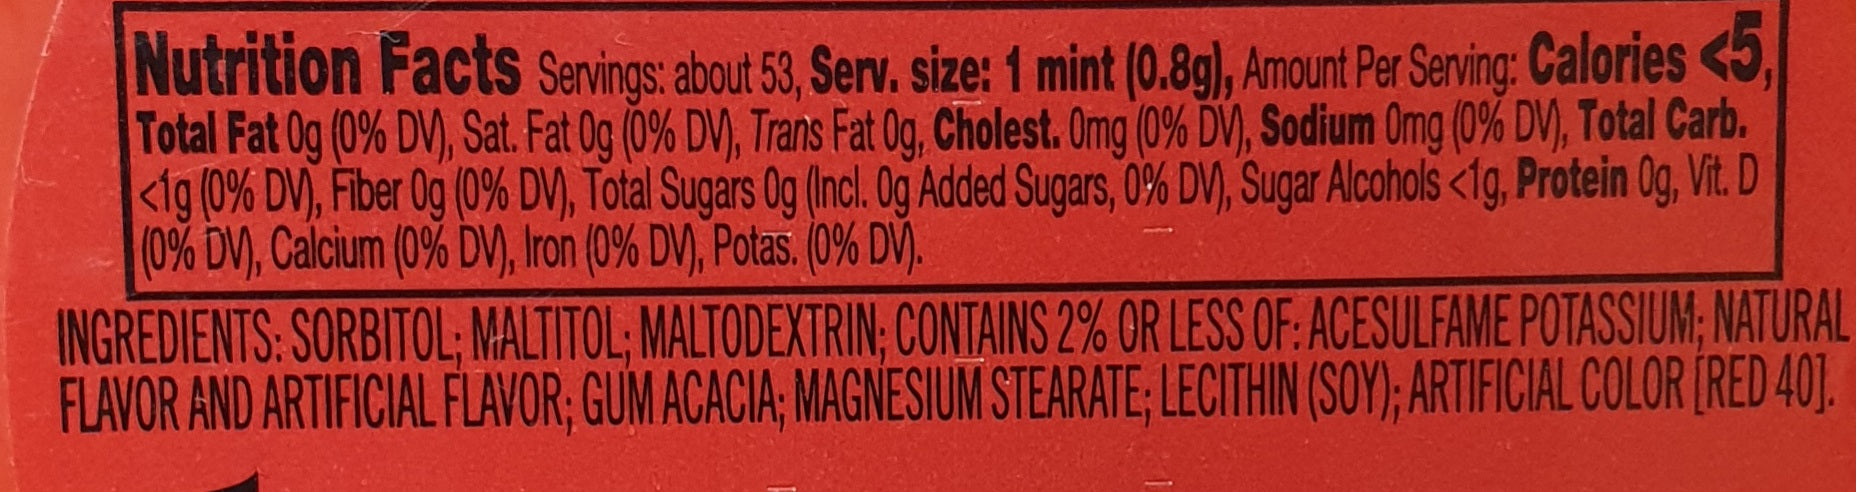 Nutrition Facts Servings: about 53, Serv. size: 1 mint (0.8g), Amount Per Serving: Calories <5,
Total Fat 0g (0% DV), Sat. Fat 0g (0% DV), Trans Fat 0g, Cholest. 0mg (0% DV), Sodium 0mg (0% DV), Total Carb.
<1g (0% DV), Fiber 0g (0% DV), Total Sugars 0g (Incl. 0g Added Sugars, 0% DV), Sugar Alcohols <1g, Protein 0g, Vit. D
(0% DV), Calcium (0% DV), Iron (0% DV), Potas. (0% DV).
INGREDIENTS: SORBITOL; MALTITOL; MALTODEXTRIN; CONTAINS 2% OR LESS OF: ACESULFAME POTASSIUM; NATURAL
FLAVOR AND ARTIFICIAL FLAVOR; GUM ACACIA; MAGNESIUM STEARATE; LECITHIN (SOY); ARTIFICIAL COLOR [RED 40].